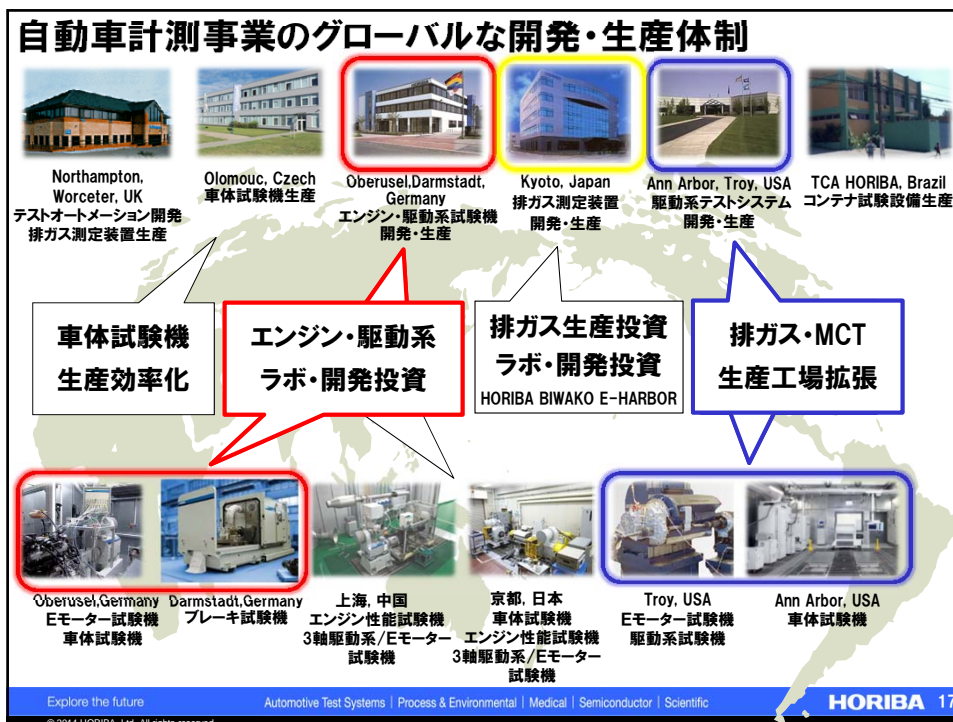 自動車計測事業のグローバルな開発・生産体制
Northampton,
Worceter, UK
テストオートメーション開発
排ガス測定装置生産
Olomouc, Czech
車体試験機生産
Oberusel,Darmstadt,
Germany
エンジン・駆動系試験機
開発・生産
Kyoto, Japan
排ガス測定装置
開発・生産
Ann Arbor, Troy, USA
駆動系テストシステム
開発・生産
TCA HORIBA, Brazil
コンテナ試験設備生産
車体試験機
生産効率化
エンジン・駆動系
ラボ・開発投資
排ガス生産投資
ラボ・開発投資
HORIBA BIWAKO E-HARBOR
排ガス・MCT
生産工場拡張
Oberusel,Germany
Eモーター試験機
車体試験機
Darmstadt,Germany
ブレーキ試験機
上海, 中国
エンジン性能試験機
3軸駆動系/Eモーター
試験機
京都, 日本
車体試験機
エンジン性能試験機
3軸駆動系/Eモーター
試験機
Troy, USA
Eモーター試験機
駆動系試験機
Ann Arbor, USA
車体試験機
Explore the future
Automotive Test Systems | Process & Environmental | Medical | Semiconductor | Scientific
HORIBA 17
© 2014 HORIBA, Ltd. All rights reserved.